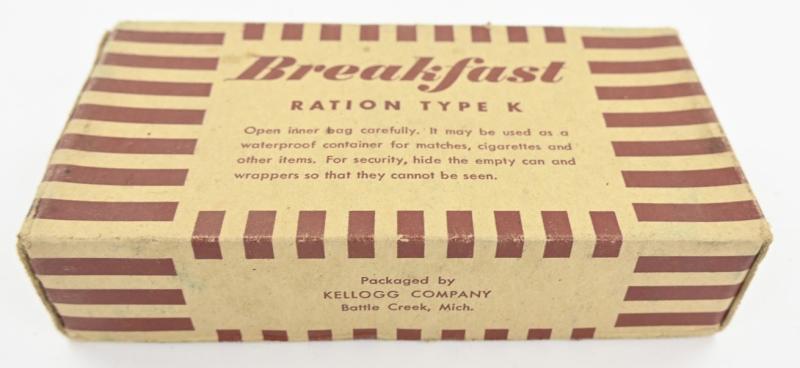 Breakfast
RATION TYPE K
Open inner bag carefully. It may be used as a
waterproof container for matches, cigarettes and
other items. For security, hide the empty can and
wrappers so that they cannot be seen.
Packaged by
KELLOGG COMPANY
Battle Creek, Mich.